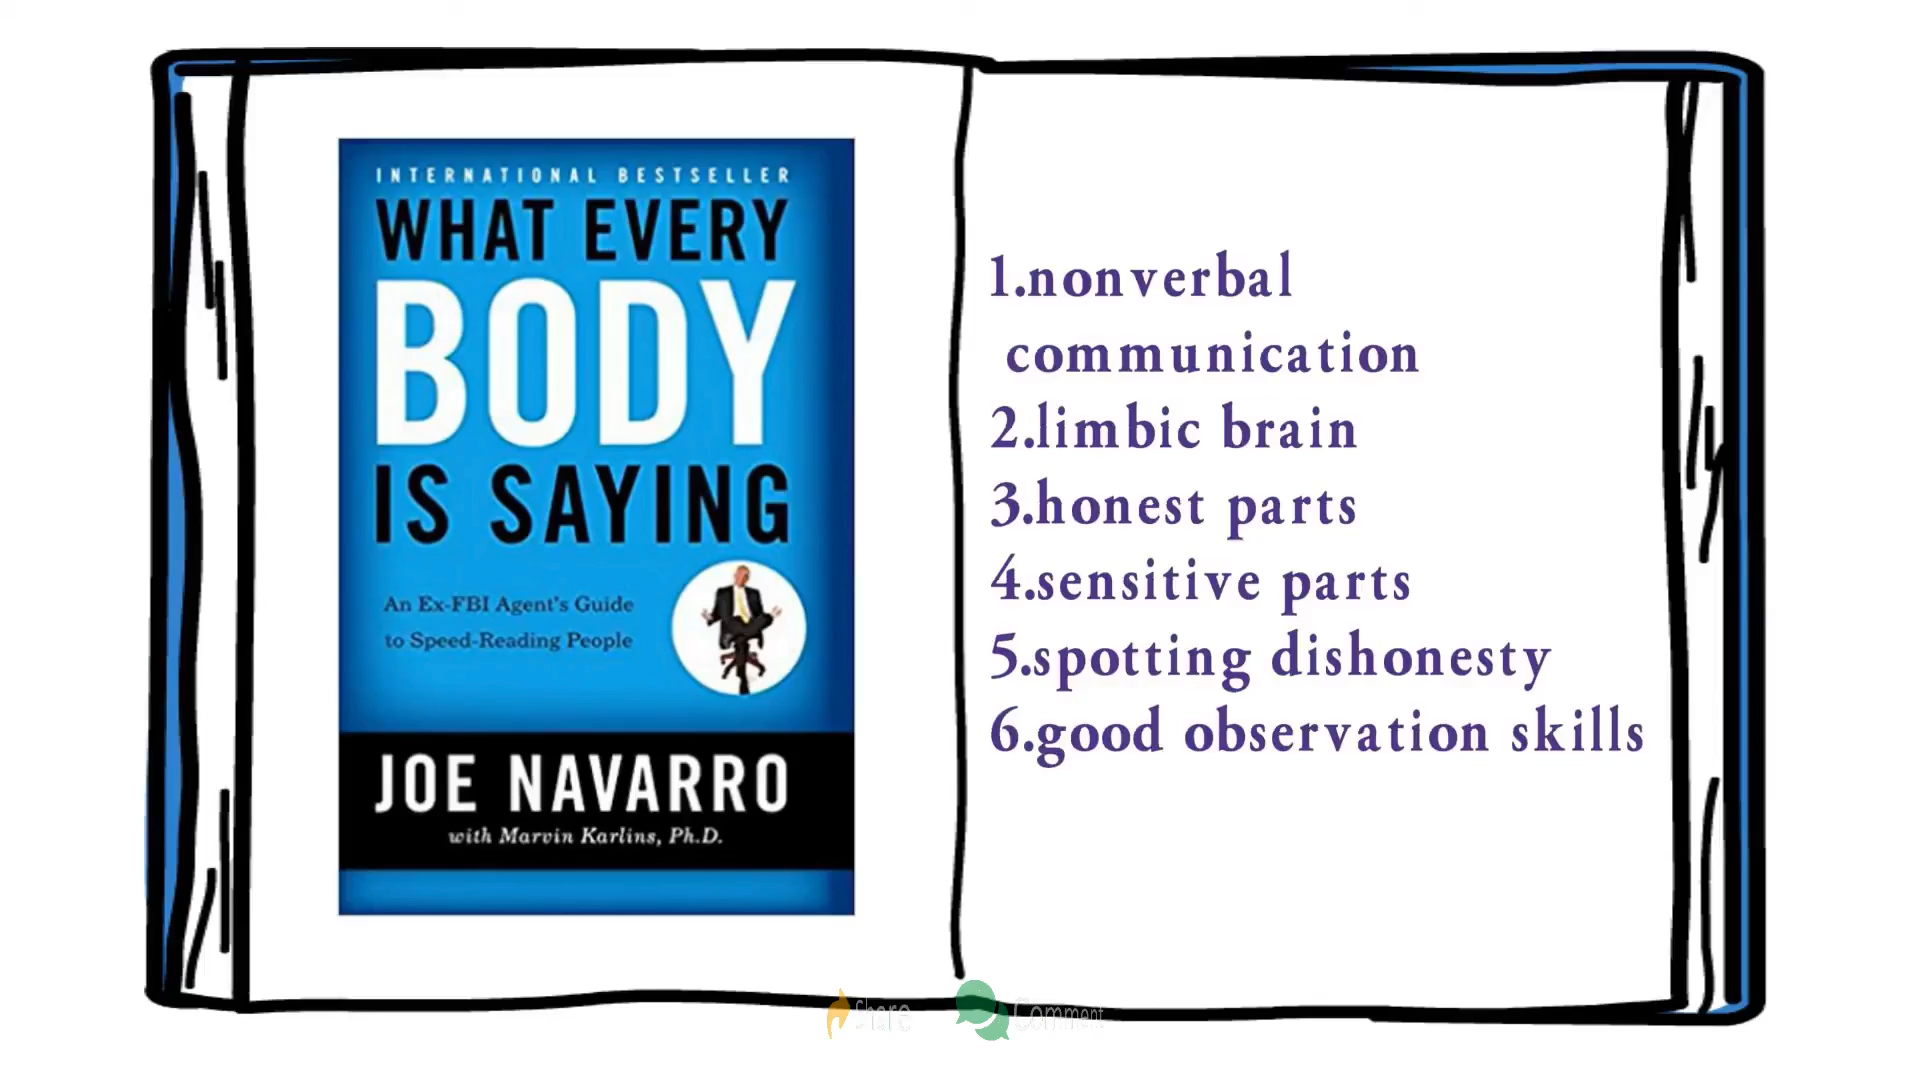 INTERNATIONAL BESTSELLER
WHAT EVERY
BODY
IS SAYING
An Ex-FBI Agent's Guide
to Speed-Reading People
JOE NAVARRO
with Marvin Karlins, Ph.D.
1.nonverbal
communication
2.limbic brain
3.honest parts
4.sensitive parts
5.spotting dishonesty
6.good observation skills
Share
Comment